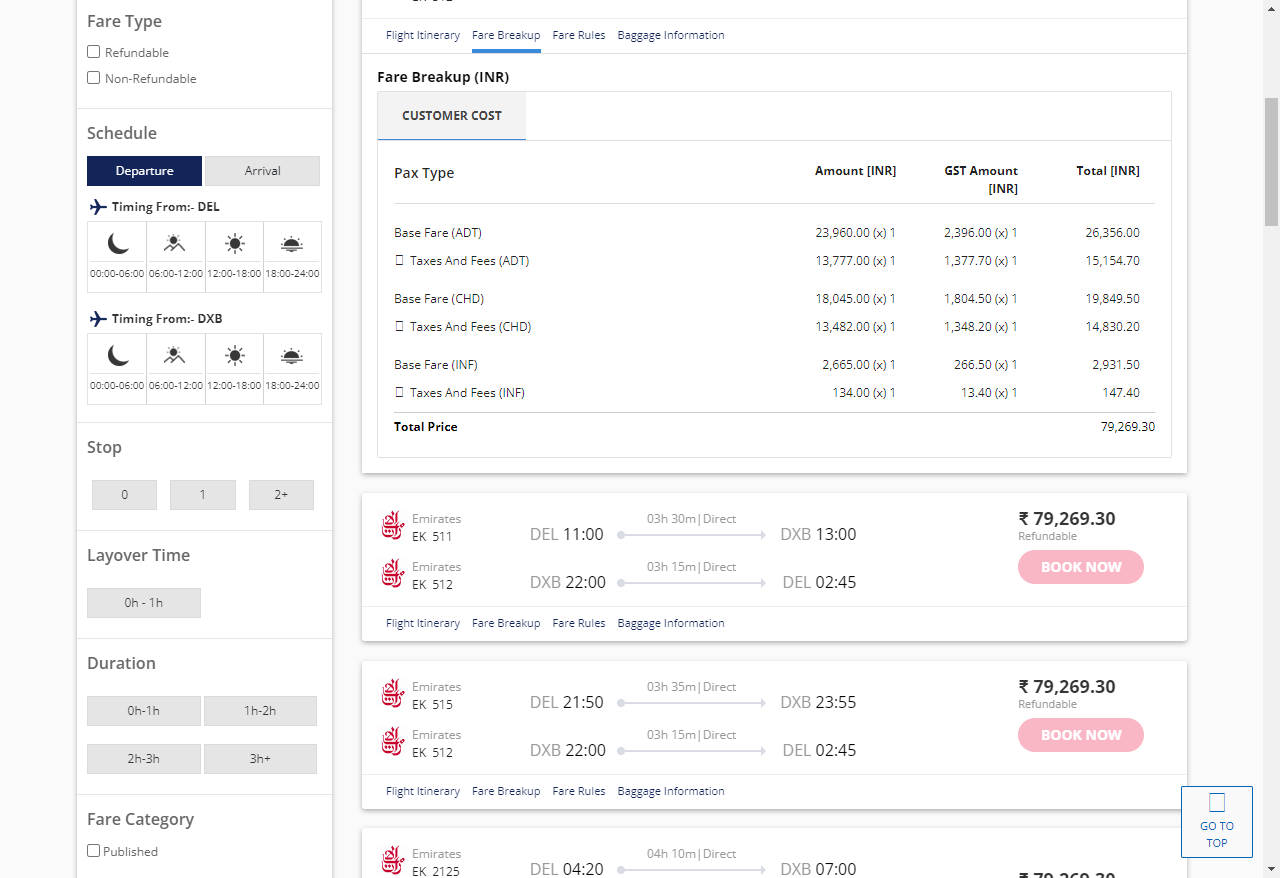 Fare Type
Refundable
Non-Refundable
Schedule
Departure
Arrival
Timing From:- DEL
00:00-06:00 06:00-12:00 12:00-18:00 18:00-24:00
Timing From:- DXB
00:00-06:00 06:00-12:00 12:00-18:00 18:00-24:00
Stop
0 1 2+
Layover Time
0h - 1h
Duration
0h-1h 1h-2h
2h-3h 3h+
Fare Category
Published
Flight Itinerary Fare Breakup Fare Rules Baggage Information
Fare Breakup (INR)
CUSTOMER COST
Pax Type Amount [INR] GST Amount [INR] Total [INR]
Base Fare (ADT) 23,960.00 (x) 1 2,396.00 (x) 1 26,356.00
Taxes And Fees (ADT) 13,777.00 (x) 1 1,377.70 (x) 1 15,154.70
Base Fare (CHD) 18,045.00 (x) 1 1,804.50 (x) 1 19,849.50
Taxes And Fees (CHD) 13,482.00 (x) 1 1,348.20 (x) 1 14,830.20
Base Fare (INF) 2,665.00 (x) 1 266.50 (x) 1 2,931.50
Taxes And Fees (INF) 134.00 (x) 1 13.40 (x) 1 147.40
Total Price 79,269.30
Emirates
EK 511
DEL 11:00
03h 30m|Direct
DXB 13:00
₹ 79,269.30
Refundable
BOOK NOW
Emirates
EK 512
DXB 22:00
03h 15m|Direct
DEL 02:45
Flight Itinerary Fare Breakup Fare Rules Baggage Information
Emirates
EK 515
DEL 21:50
03h 35m|Direct
DXB 23:55
₹ 79,269.30
Refundable
BOOK NOW
Emirates
EK 512
DXB 22:00
03h 15m|Direct
DEL 02:45
Flight Itinerary Fare Breakup Fare Rules Baggage Information
Emirates
EK 2125
DEL 04:20
04h 10m|Direct
DXB 07:00
₹ 79,269.30
GO TO
TOP